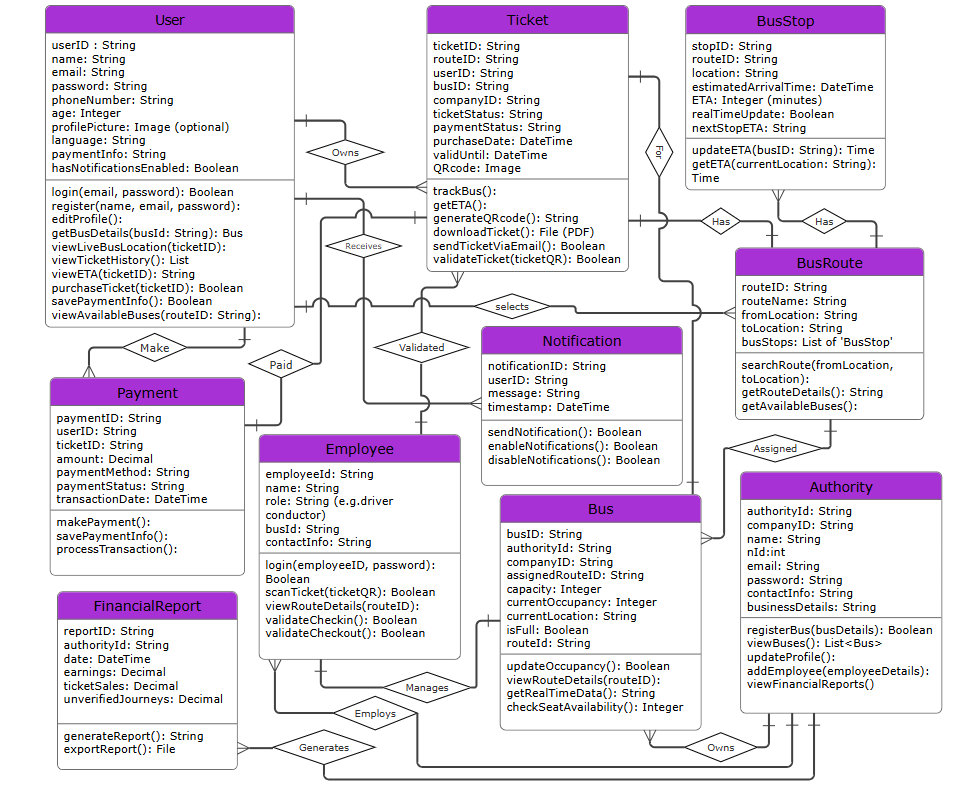 User
userID : String
name: String
email: String
password: String
phoneNumber: String
age: Integer
profilePicture: Image (optional)
language: String
paymentInfo: String
hasNotificationsEnabled: Boolean
login(email, password): Boolean
register(name, email, password):
editProfile():
getBusDetails(busId: String): Bus
viewLiveBusLocation(ticketID):
viewTicketHistory(): List
viewETA(ticketID): String
purchaseTicket(ticketID): Boolean
savePaymentInfo(): Boolean
viewAvailableBuses(routeID: String):
Ticket
ticketID: String
routeID: String
userID: String
busID: String
companyID: String
ticketStatus: String
paymentStatus: String
purchaseDate: DateTime
validUntil: DateTime
QRcode: Image
trackBus():
getETA():
generateQRcode(): String
downloadTicket(): File (PDF)
sendTicketViaEmail(): Boolean
validateTicket(ticketQR): Boolean
BusStop
stopID: String
routeID: String
location: String
estimatedArrivalTime: DateTime
ETA: Integer (minutes)
realTimeUpdate: Boolean
nextStopETA: String
updateETA(busID: String): Time
getETA(currentLocation: String):
Time
Owns
For
Receives
Has
Has
selects
BusRoute
routeID: String
routeName: String
fromLocation: String
toLocation: String
busStops: List of 'BusStop'
searchRoute(fromLocation,
toLocation):
getRouteDetails(): String
getAvailableBuses():
Make
Paid
Validated
Notification
notificationID: String
userID: String
message: String
timestamp: DateTime
sendNotification(): Boolean
enableNotifications(): Boolean
disableNotifications(): Boolean
Payment
paymentID: String
userID: String
ticketID: String
amount: Decimal
paymentMethod: String
paymentStatus: String
transactionDate: DateTime
makePayment():
savePaymentInfo():
processTransaction():
Employee
employeeId: String
name: String
role: String (e.g.driver
conductor)
busId: String
contactInfo: String
login(employeeID, password):
Boolean
scanTicket(ticketQR): Boolean
viewRouteDetails(routeID):
validateCheckin(): Boolean
validateCheckout(): Boolean
Assigned
Bus
busID: String
authorityId: String
companyID: String
assignedRouteID: String
capacity: Integer
currentOccupancy: Integer
currentLocation: String
isFull: Boolean
routeId: String
updateOccupancy(): Boolean
viewRouteDetails(routeID):
getRealTimeData(): String
checkSeatAvailability(): Integer
Authority
authorityId: String
companyID: String
name: String
nId:int
email: String
password: String
contactInfo: String
businessDetails: String
registerBus(busDetails): Boolean
viewBuses(): List<Bus>
updateProfile():
addEmployee(employeeDetails):
viewFinancialReports()
FinancialReport
reportID: String
authorityId: String
date: DateTime
earnings: Decimal
ticketSales: Decimal
unverifiedJourneys: Decimal
generateReport(): String
exportReport(): File
Manages
Employs
Generates
Owns